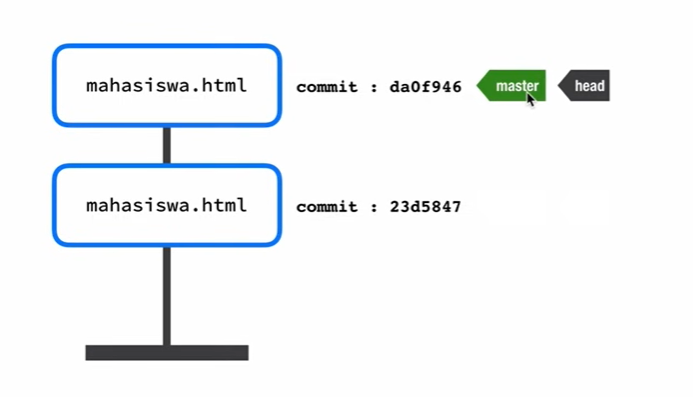 mahasiswa.html commit : da0f946 master head
mahasiswa.html commit : 23d5847